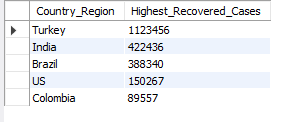 Country_Region Highest_Recovered_Cases
Turkey 1123456
India 422436
Brazil 388340
US 150267
Colombia 89557